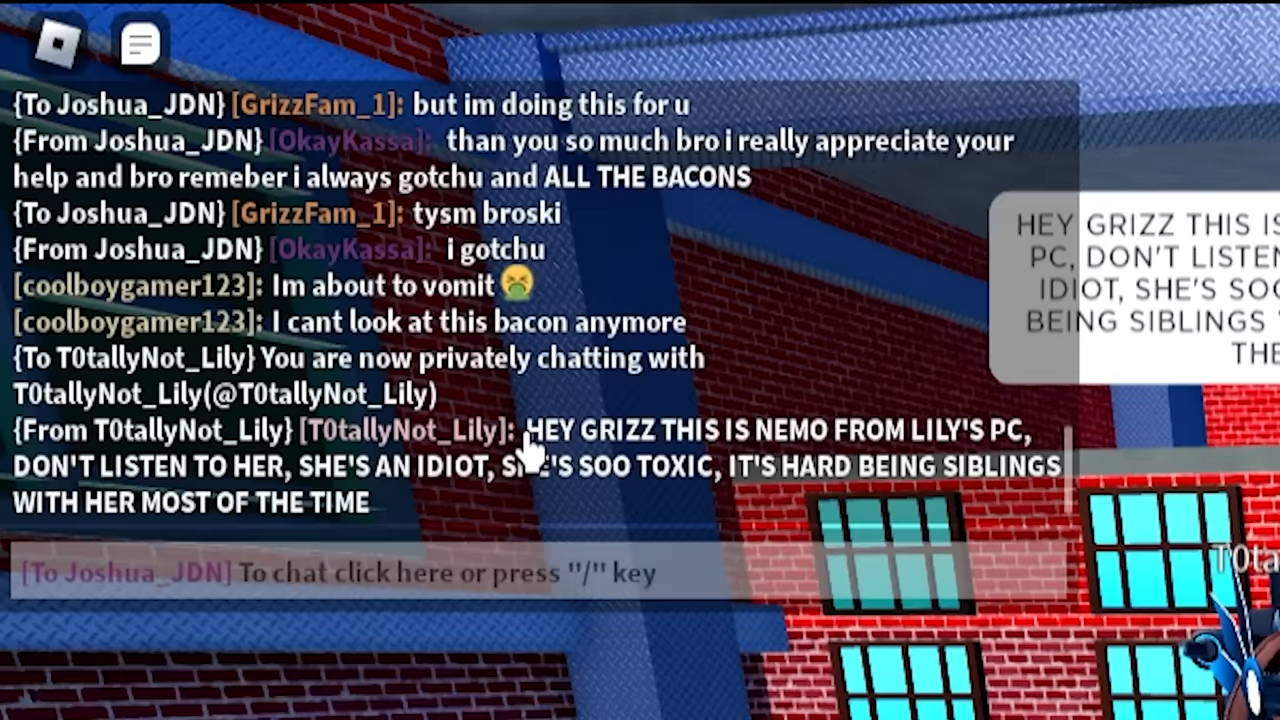 {To Joshua_JDN} [GrizzFam_1]: but im doing this for u
{From Joshua_JDN} [OkayKassa]: than you so much bro i really appreciate your
help and bro remeber i always gotchu and ALL THE BACONS
{To Joshua_JDN} [GrizzFam_1]: tysm broski
{From Joshua_JDN} [OkayKassa]: i gotchu
[coolboygamer123]: Im about to vomit 🤮
[coolboygamer123]: I cant look at this bacon anymore
{To T0tallyNot_Lily} You are now privately chatting with
T0tallyNot_Lily(@T0tallyNot_Lily)
{From T0tallyNot_Lily} [T0tallyNot_Lily]: HEY GRIZZ THIS IS NEMO FROM LILY'S PC,
DON'T LISTEN TO HER, SHE'S AN IDIOT, SHE'S SOO TOXIC, IT'S HARD BEING SIBLINGS
WITH HER MOST OF THE TIME
[To Joshua_JDN] To chat click here or press "/" key
HEY GRIZZ THIS IS
PC, DON'T LISTEN
IDIOT, SHE'S SOO
BEING SIBLINGS
THE
T0ta